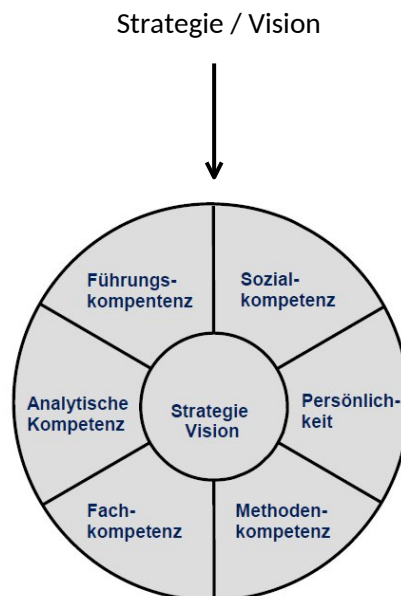 Strategie / Vision
Führungs-
kompentenz
Sozial-
kompetenz
Analytische
Kompetenz
Strategie
Vision
Persönlich-
keit
Fach-
kompetenz
Methoden-
kompetenz